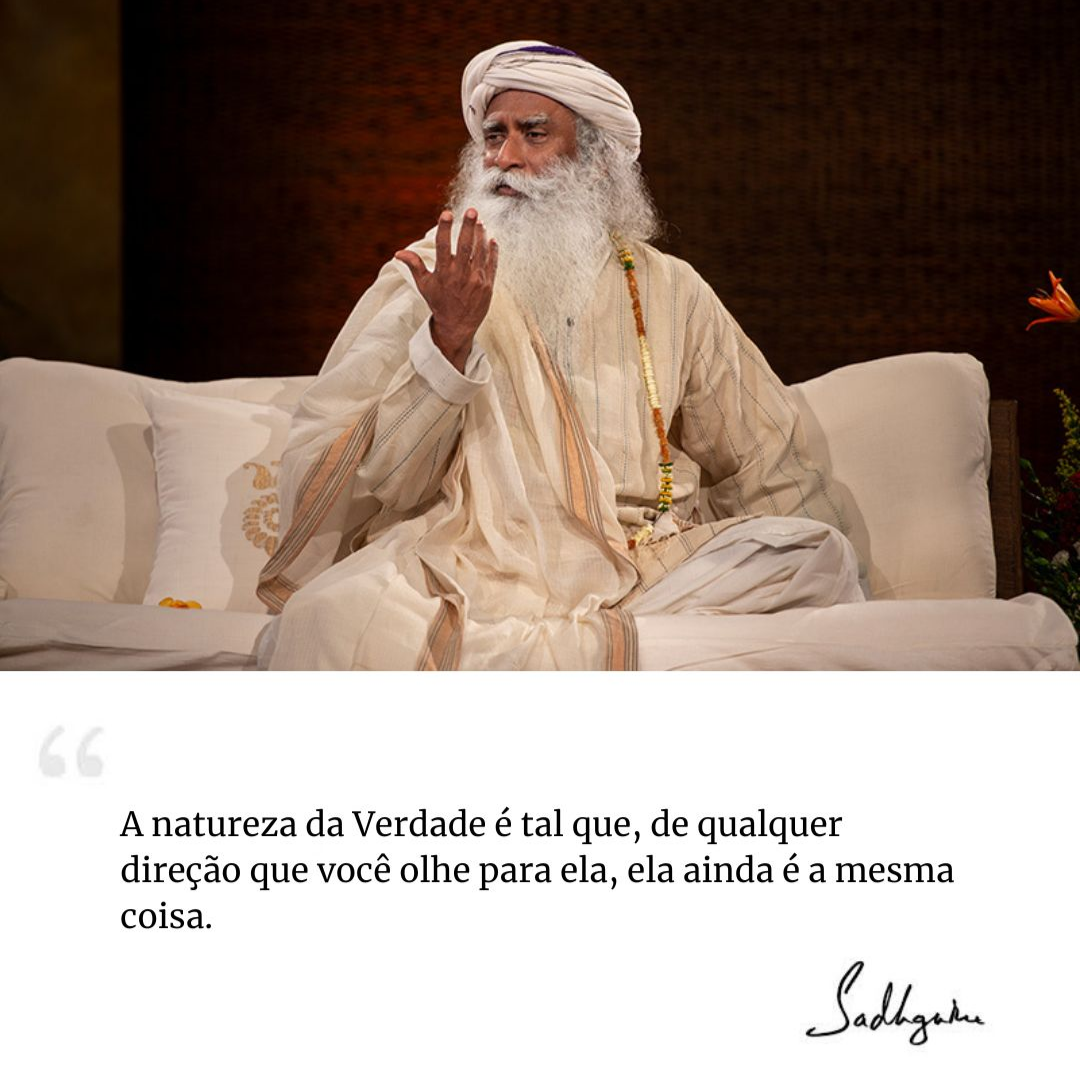 “
A natureza da Verdade é tal que, de qualquer
direção que você olhe para ela, ela ainda é a mesma
coisa.
Sadhguru